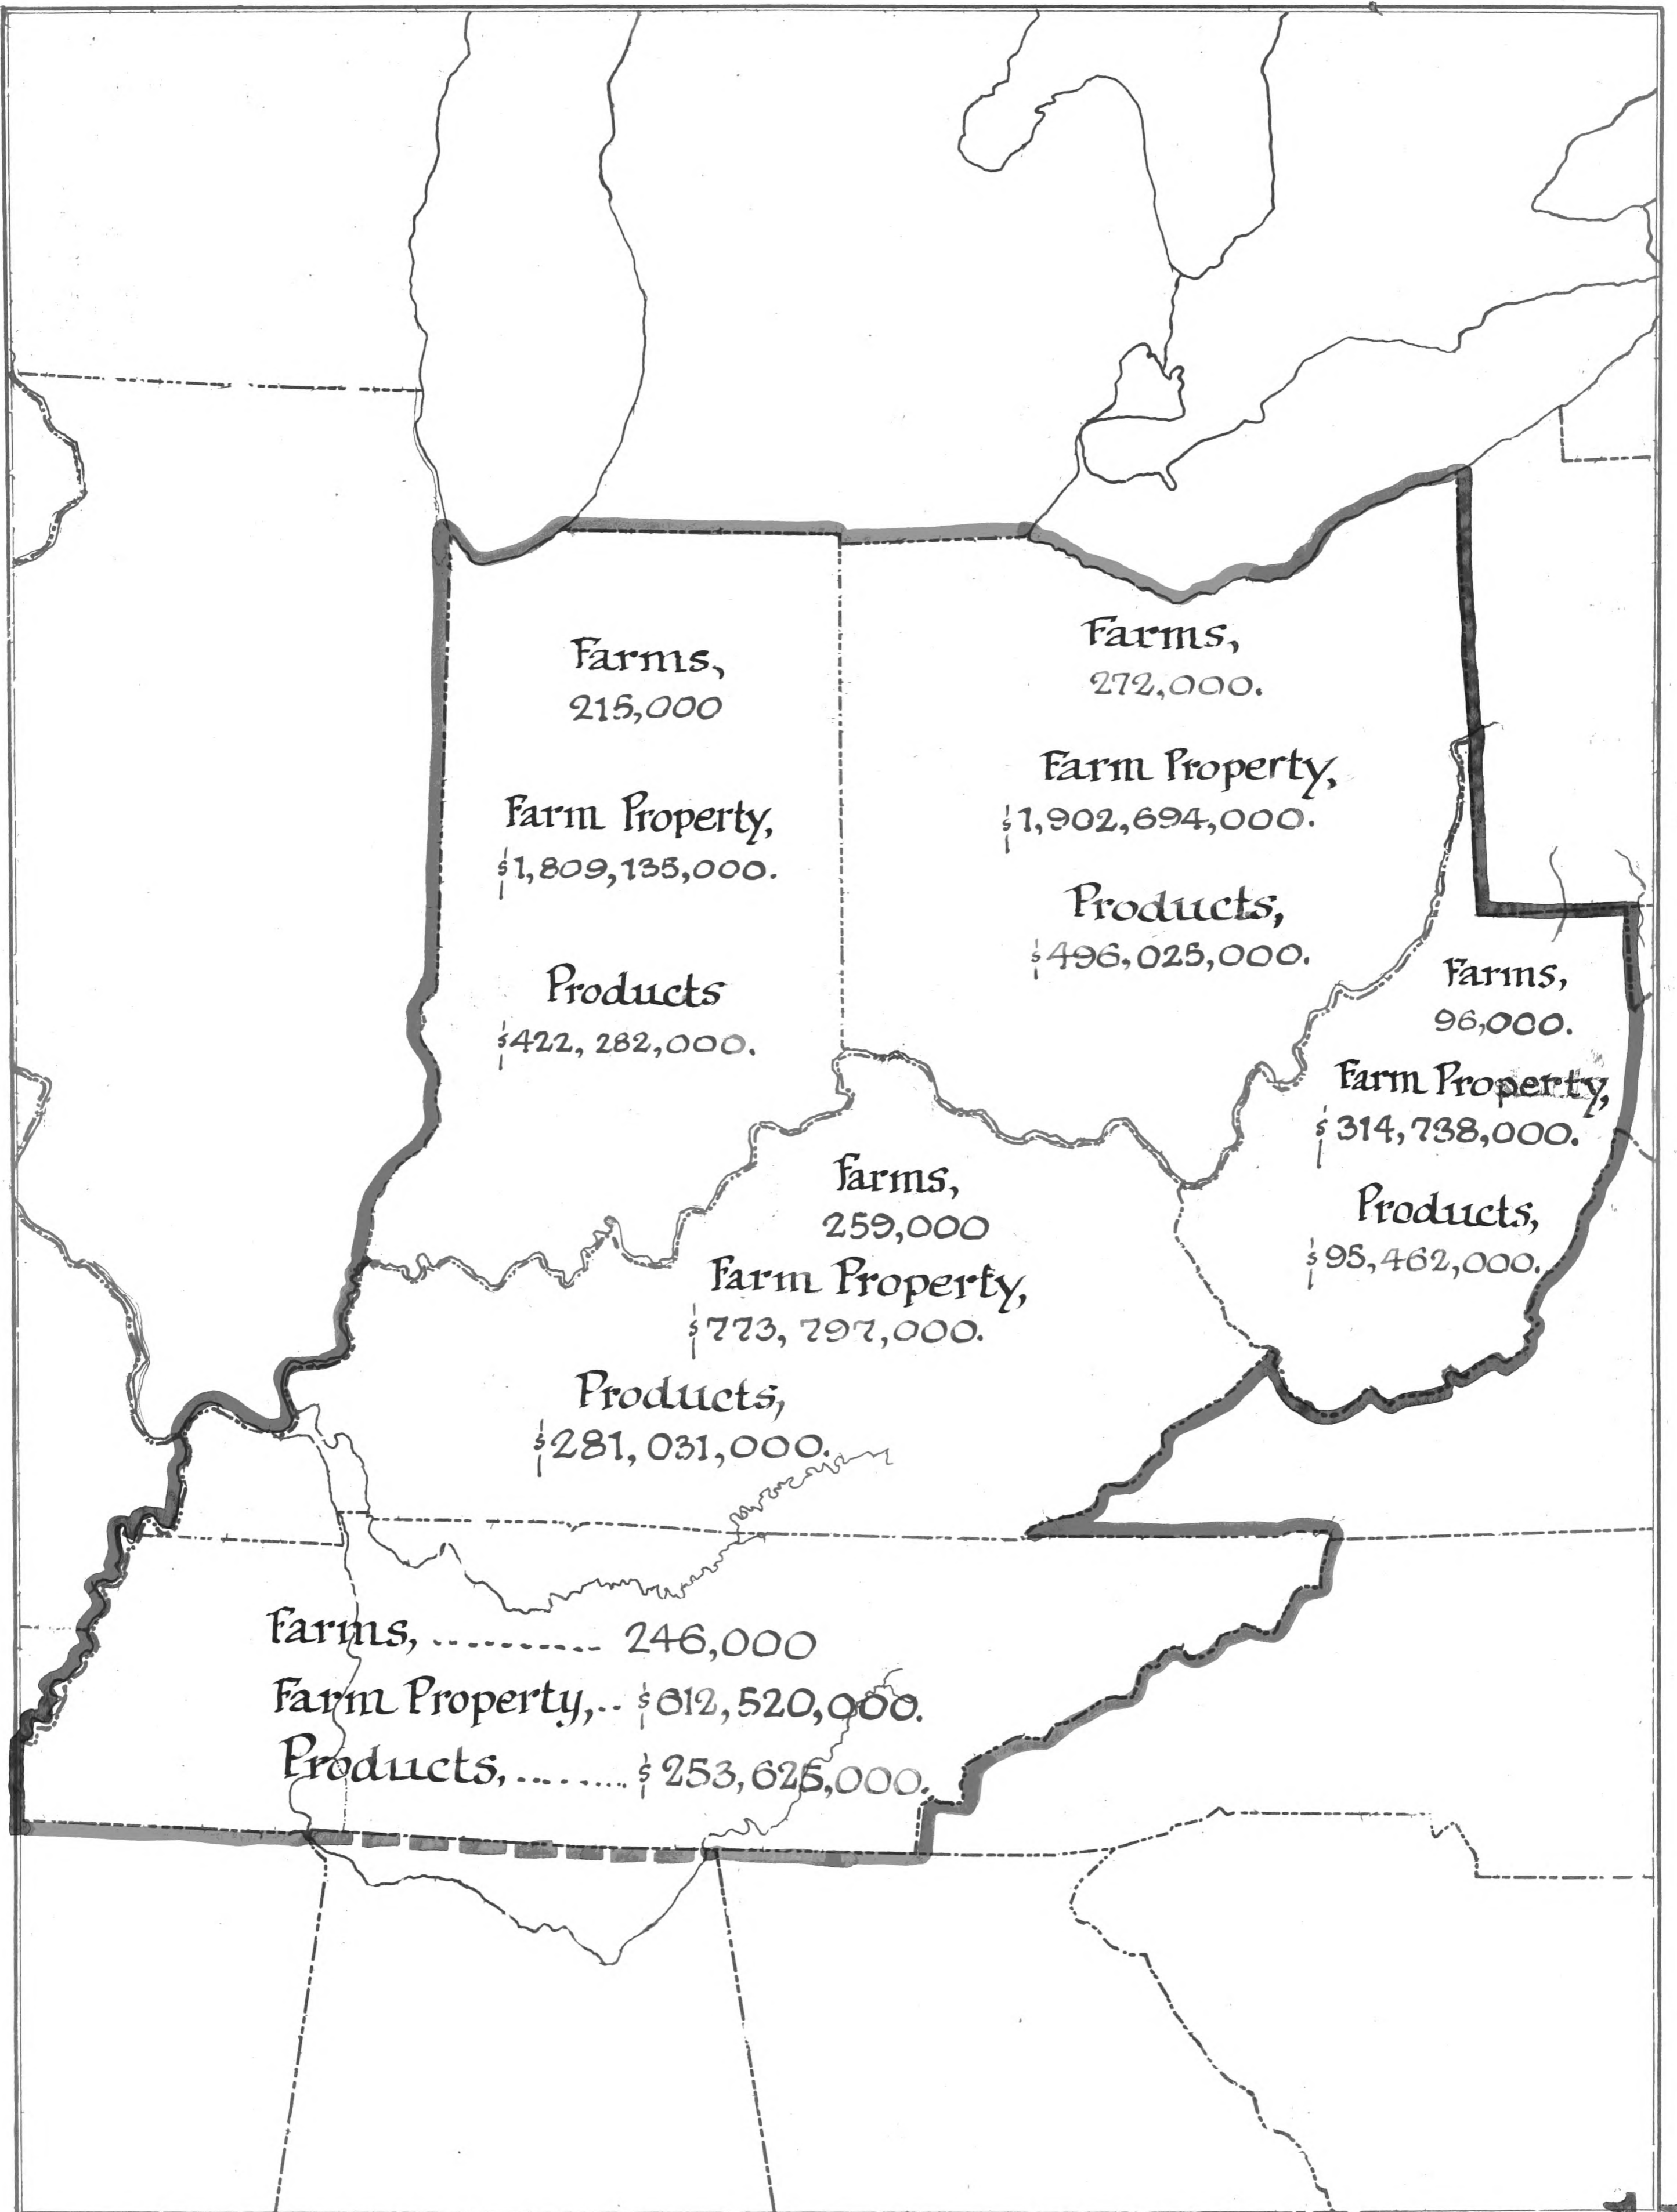 Farms,
215,000
Farm Property,
$1,809,135,000.
Products
$422,282,000.
Farms,
272,000.
Farm Property,
$1,902,694,000.
Products,
$496,025,000.
Farms,
96,000.
Farm Property,
$314,738,000.
Products,
$95,462,000.
Farms,
259,000
Farm Property,
$773,797,000.
Products,
$281,031,000.
Farms, .......... 246,000
Farm Property,.. $612,520,000.
Products, ........ $253,625,000.